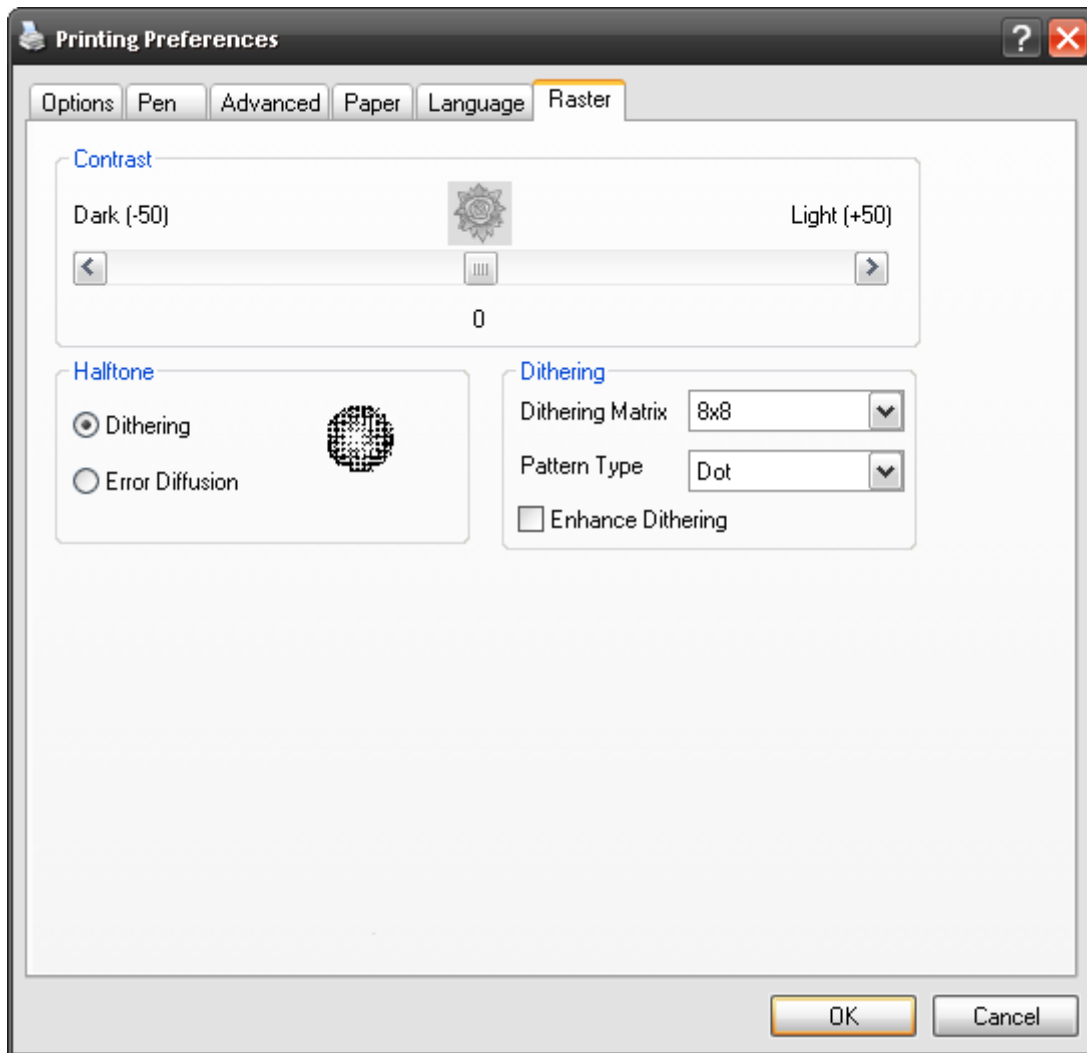 Printing Preferences
Options Pen Advanced Paper Language Raster
Contrast
Dark (-50) Light (+50)
0
Halftone
Dithering
Error Diffusion
Dithering
Dithering Matrix 8x8
Pattern Type Dot
Enhance Dithering
OK Cancel